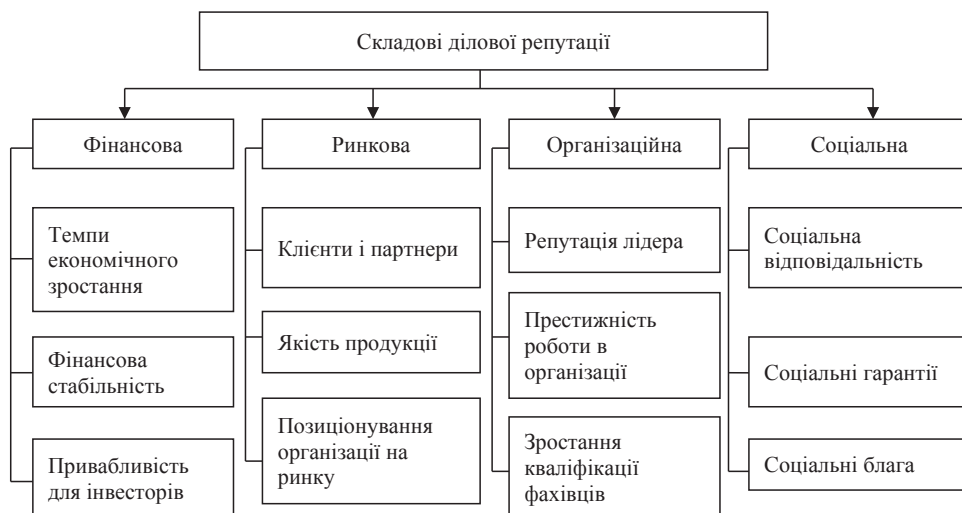 Складові ділової репутації
Фінансова
Темпи
економічного
зростання
Фінансова
стабільність
Привабливість
для інвесторів
Ринкова
Клієнти і партнери
Якість продукції
Позиціонування
організації на
ринку
Організаційна
Репутація лідера
Престижність
роботи в
організації
Зростання
кваліфікації
фахівців
Соціальна
Соціальна
відповідальність
Соціальні гарантії
Соціальні блага